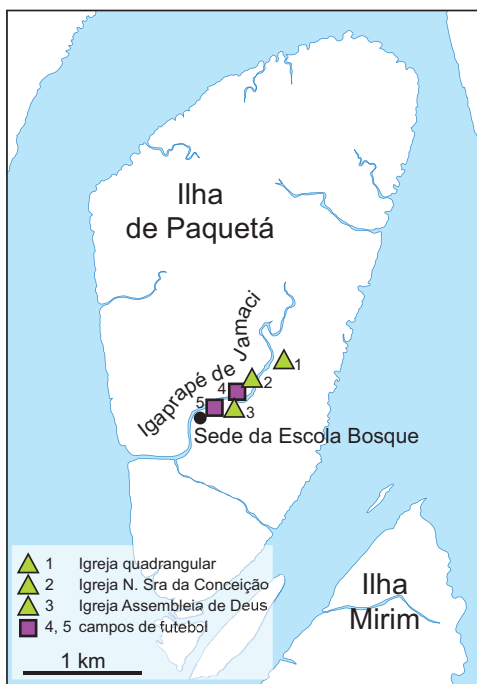 Ilha
de Paquetá
Igaprapé de Jamaci
1
2
4
5
3
Sede da Escola Bosque
1 Igreja quadrangular
2 Igreja N. Sra da Conceição
3 Igreja Assembleia de Deus
4, 5 campos de futebol
1 km
Ilha
Mirim